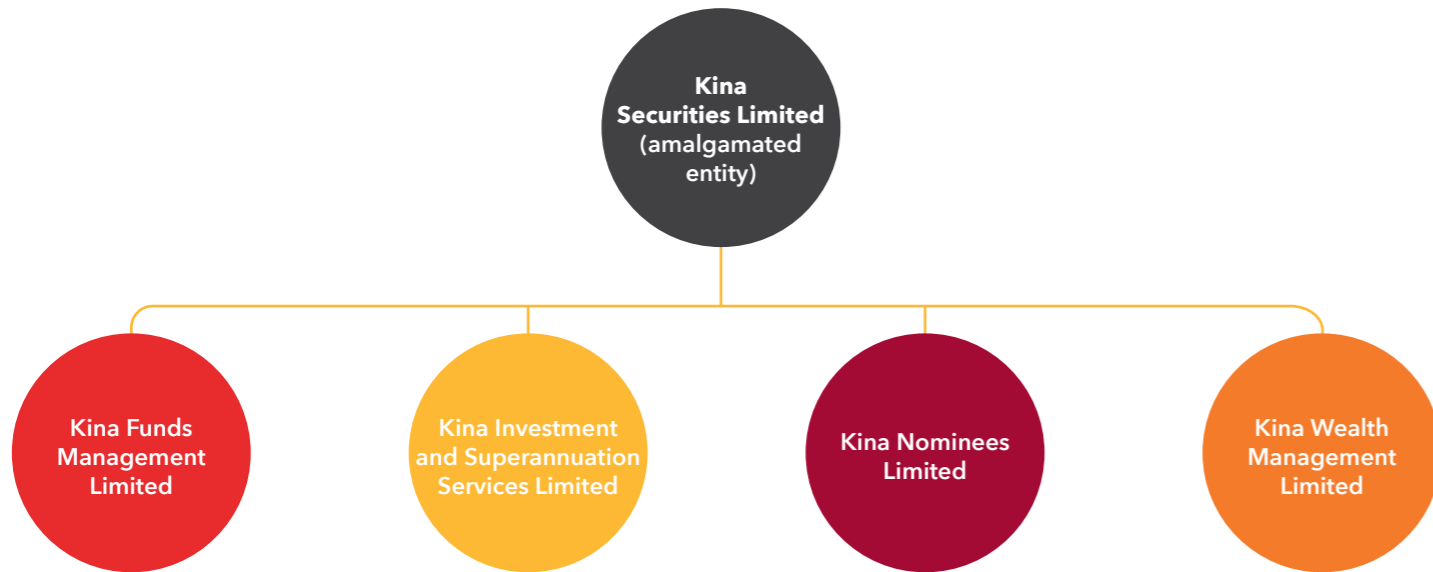 Kina
Securities Limited
(amalgamated
entity)
Kina Funds
Management
Limited
Kina Investment
and Superannuation
Services Limited
Kina Nominees
Limited
Kina Wealth
Management
Limited